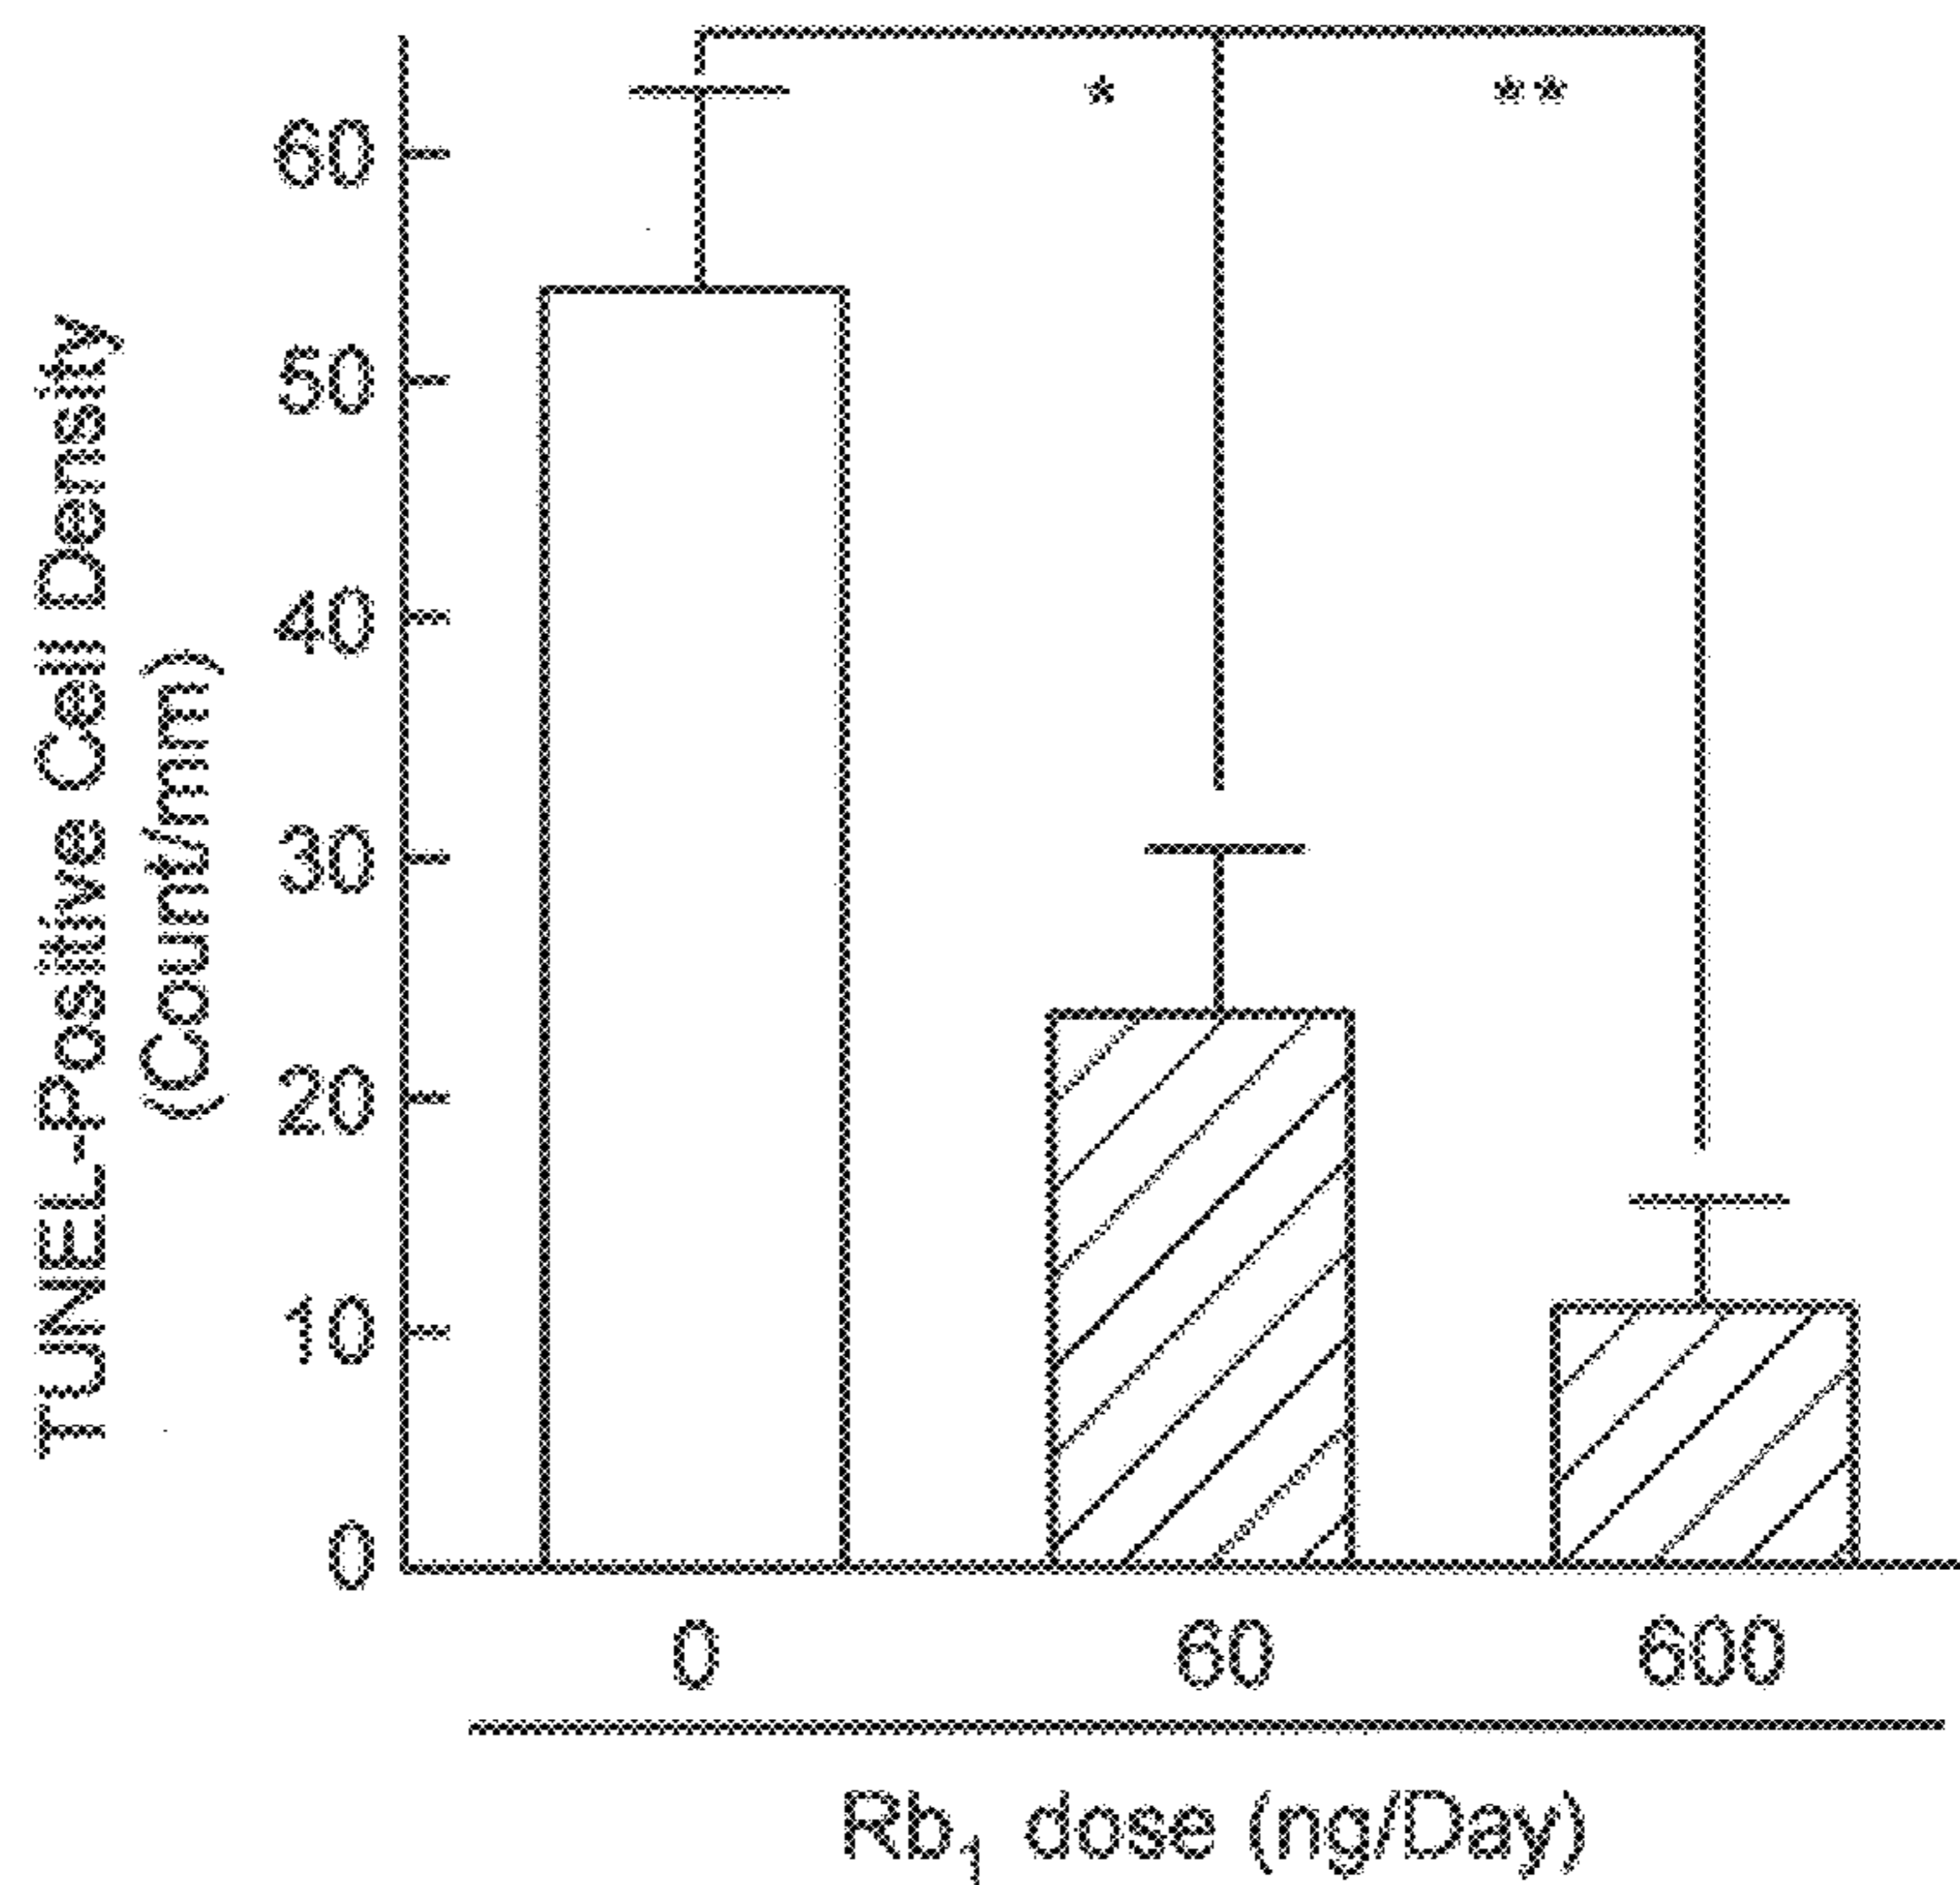 TUNEL-Positive Cell Density
(Count/mm)
60
50
40
30
20
10
0
*
**
0 60 600
Rb₁ dose (ng/Day)